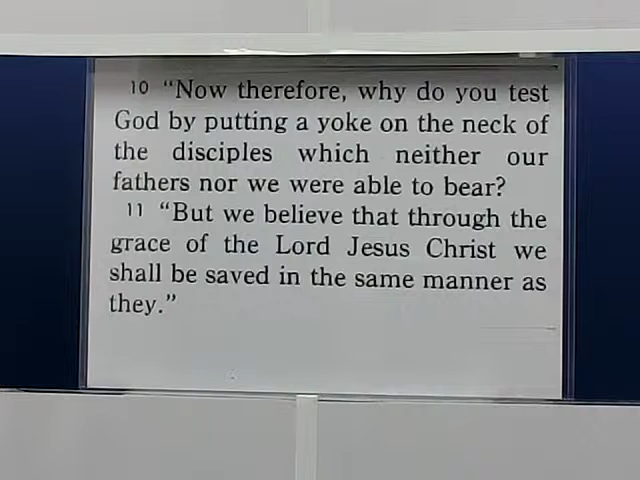 10 “Now therefore, why do you test
God by putting a yoke on the neck of
the disciples which neither our
fathers nor we were able to bear?
11 “But we believe that through the
grace of the Lord Jesus Christ we
shall be saved in the same manner as
they.”